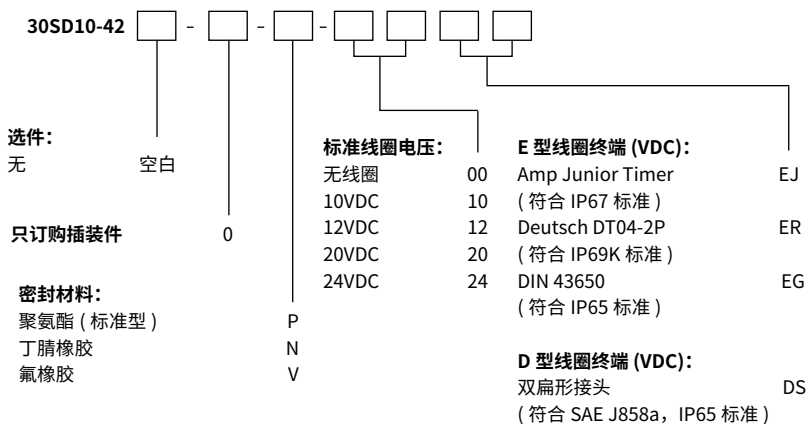 30SD10-42 - - -
选件：
无 空白
只订购插装件 0
密封材料：
聚氨酯 ( 标准型 ) P
丁腈橡胶 N
氟橡胶 V
标准线圈电压：
无线圈 00
10VDC 10
12VDC 12
20VDC 20
24VDC 24
E 型线圈终端 (VDC)：
Amp Junior Timer EJ
( 符合 IP67 标准 )
Deutsch DT04-2P ER
( 符合 IP69K 标准 )
DIN 43650 EG
( 符合 IP65 标准 )
D 型线圈终端 (VDC)：
双扁形接头 DS
( 符合 SAE J858a，IP65 标准 )